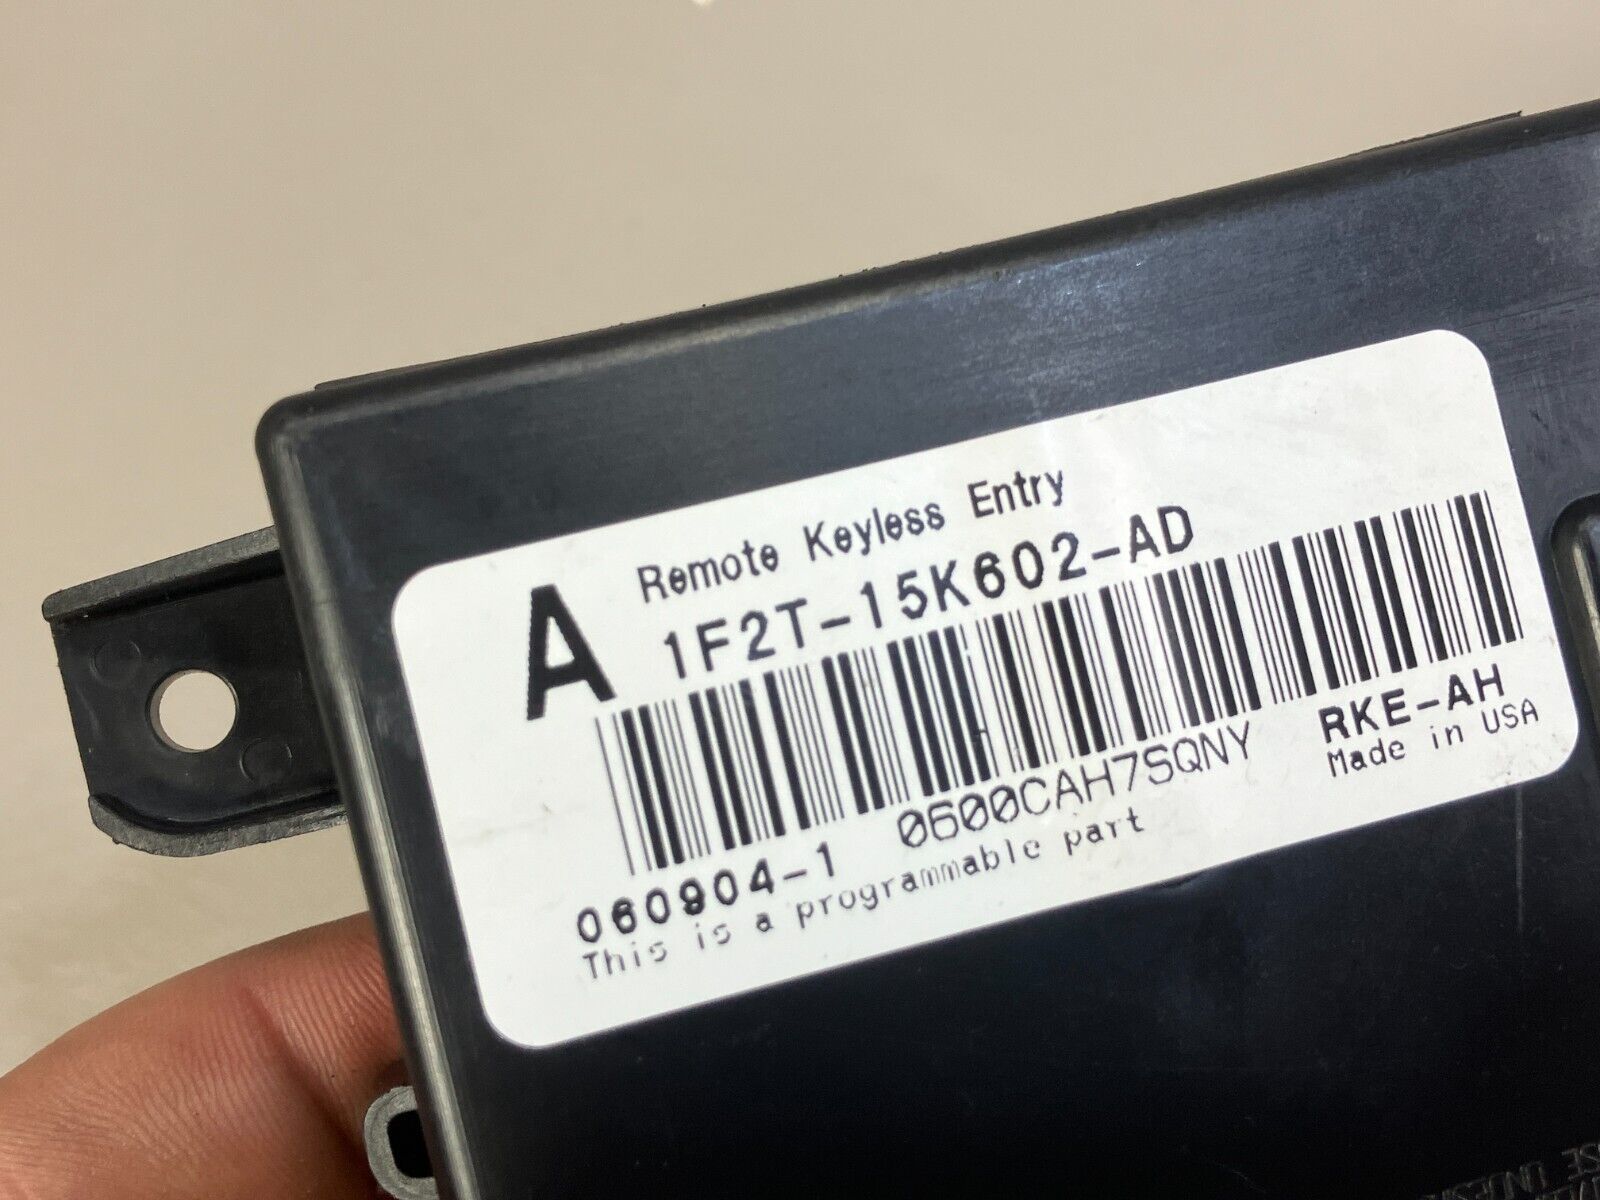 A
Remote Keyless Entry
1F2T-15K602-AD
060904-1 0600CAH7SQNY RKE-AH
This is a programmable part Made in USA